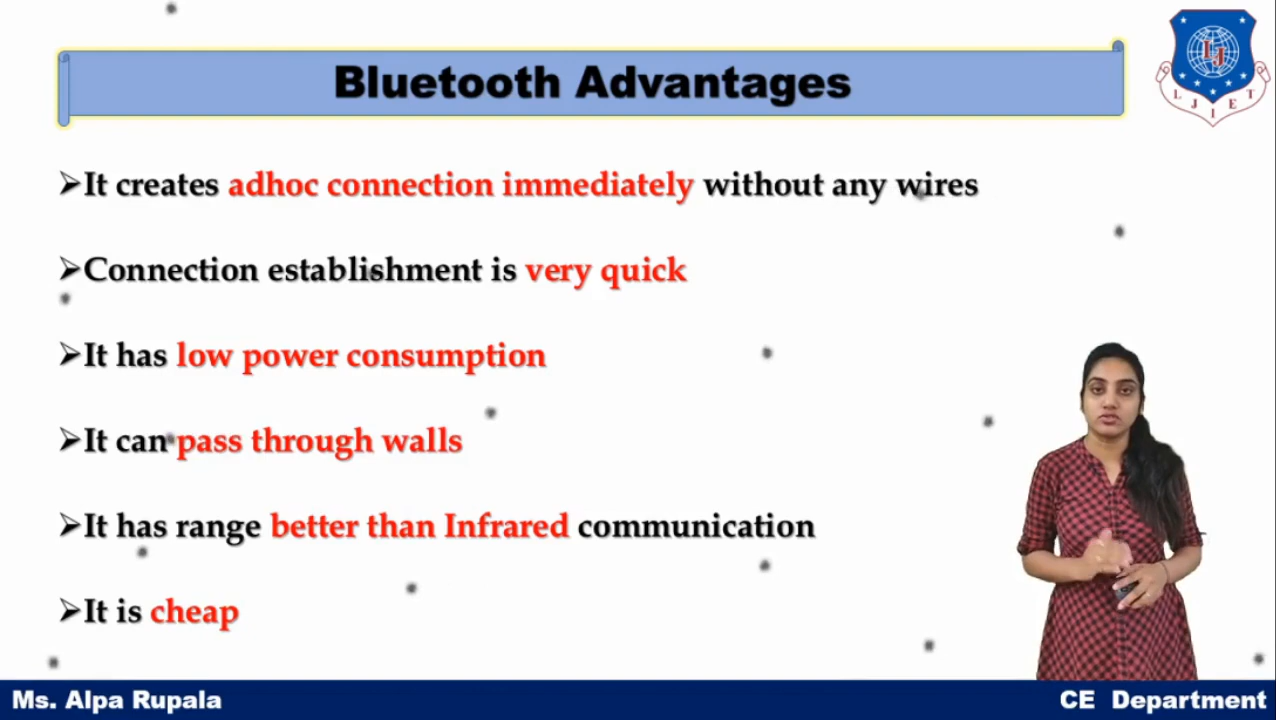 Bluetooth Advantages
L J I E T
LJ
➢It creates adhoc connection immediately without any wires
➢Connection establishment is very quick
➢It has low power consumption
➢It can pass through walls
➢It has range better than Infrared communication
➢It is cheap
Ms. Alpa Rupala
CE Department